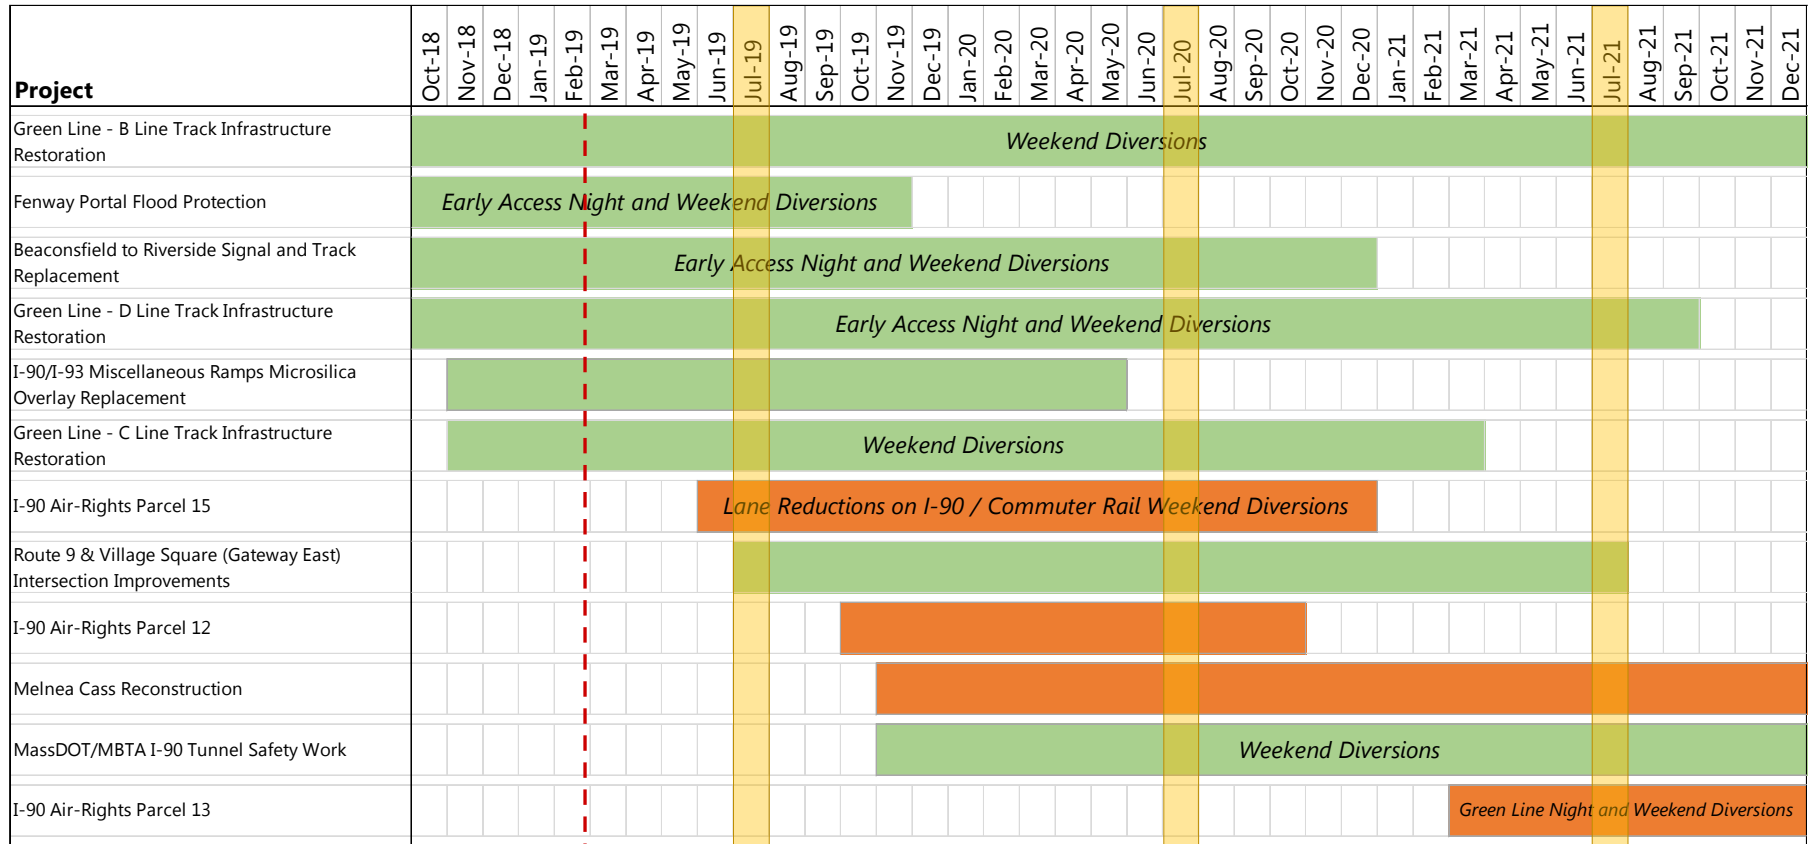 Project
Oct-18
Nov-18
Dec-18
Jan-19
Feb-19
Mar-19
Apr-19
May-19
Jun-19
Jul-19
Aug-19
Sep-19
Oct-19
Nov-19
Dec-19
Jan-20
Feb-20
Mar-20
Apr-20
May-20
Jun-20
Jul-20
Aug-20
Sep-20
Oct-20
Nov-20
Dec-20
Jan-21
Feb-21
Mar-21
Apr-21
May-21
Jun-21
Jul-21
Aug-21
Sep-21
Oct-21
Nov-21
Dec-21
Green Line - B Line Track Infrastructure
Restoration
Weekend Diversions
Fenway Portal Flood Protection
Early Access Night and Weekend Diversions
Beaconsfield to Riverside Signal and Track
Replacement
Early Access Night and Weekend Diversions
Green Line - D Line Track Infrastructure
Restoration
Early Access Night and Weekend Diversions
I-90/I-93 Miscellaneous Ramps Microsilica
Overlay Replacement
Green Line - C Line Track Infrastructure
Restoration
Weekend Diversions
I-90 Air-Rights Parcel 15
Lane Reductions on I-90 / Commuter Rail Weekend Diversions
Route 9 & Village Square (Gateway East)
Intersection Improvements
I-90 Air-Rights Parcel 12
Melnea Cass Reconstruction
MassDOT/MBTA I-90 Tunnel Safety Work
Weekend Diversions
I-90 Air-Rights Parcel 13
Green Line Night and Weekend Diversions